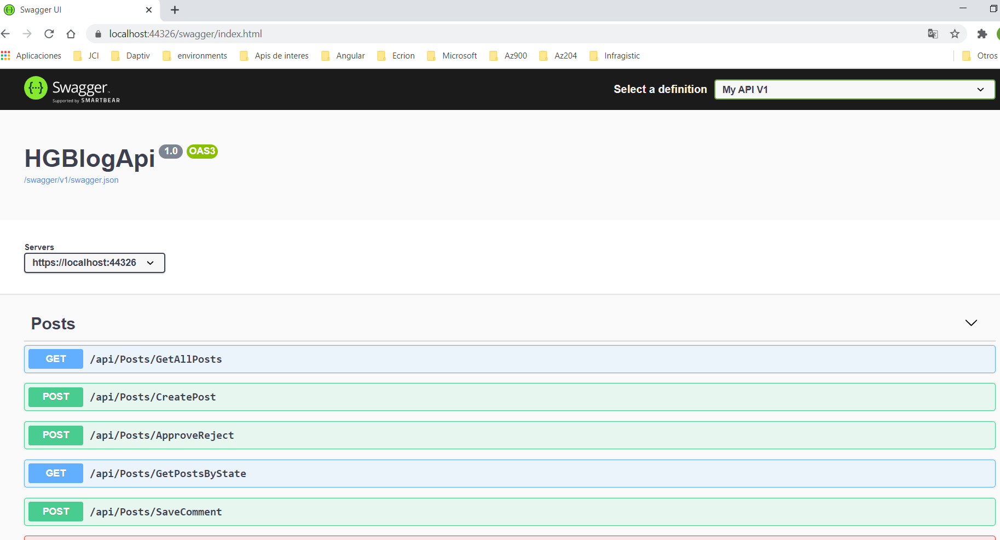 Swagger UI
localhost:44326/swagger/index.html
Aplicaciones JCI Daptiv environments Apis de interes Angular Ecrion Microsoft Az900 Az204 Infragistic Otros
Swagger
Supported by SMARTBEAR
Select a definition My API V1
HGBlogApi 1.0 OAS3
/swagger/v1/swagger.json
Servers
https://localhost:44326
Posts
GET /api/Posts/GetAllPosts
POST /api/Posts/CreatePost
POST /api/Posts/ApproveReject
GET /api/Posts/GetPostsByState
POST /api/Posts/SaveComment